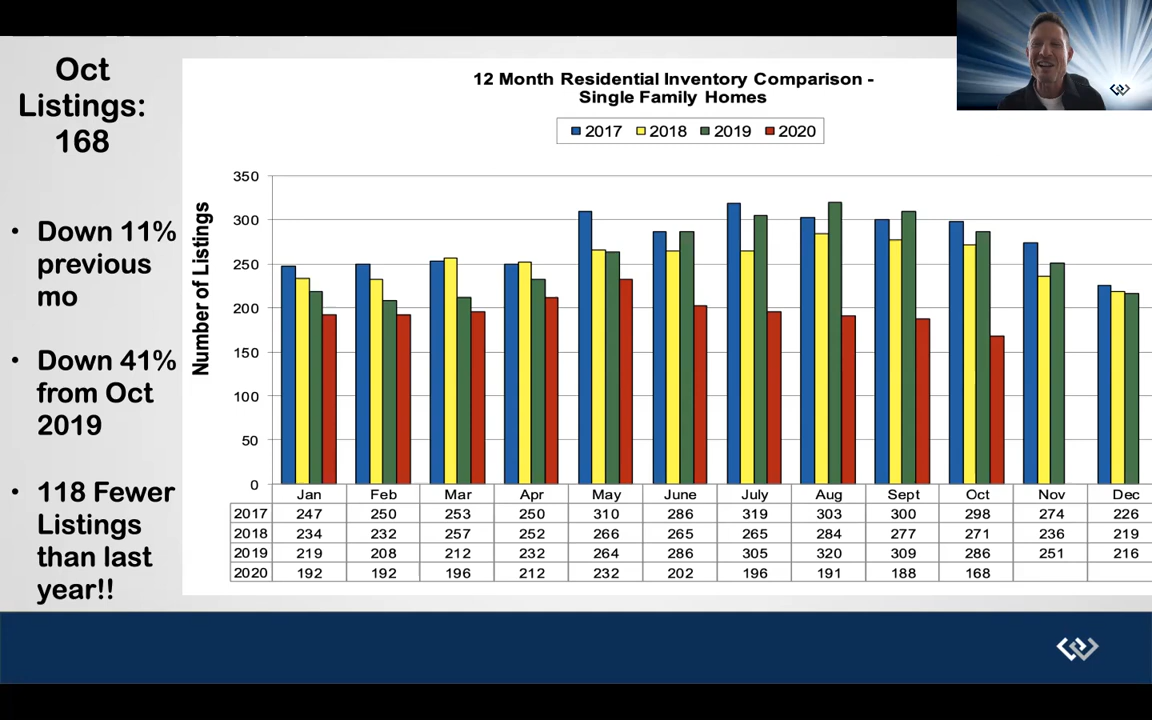 Oct
Listings:
168
• Down 11%
previous
mo
• Down 41%
from Oct
2019
• 118 Fewer
Listings
than last
year!!
12 Month Residential Inventory Comparison -
Single Family Homes
2017 2018 2019 2020
Number of Listings
350
300
250
200
150
100
50
0
Jan Feb Mar Apr May June July Aug Sept Oct Nov Dec
2017 247 250 253 250 310 286 319 303 300 298 274 226
2018 234 232 257 252 266 265 265 284 277 271 236 219
2019 219 208 212 232 264 286 305 320 309 286 251 216
2020 192 192 196 212 232 202 196 191 188 168